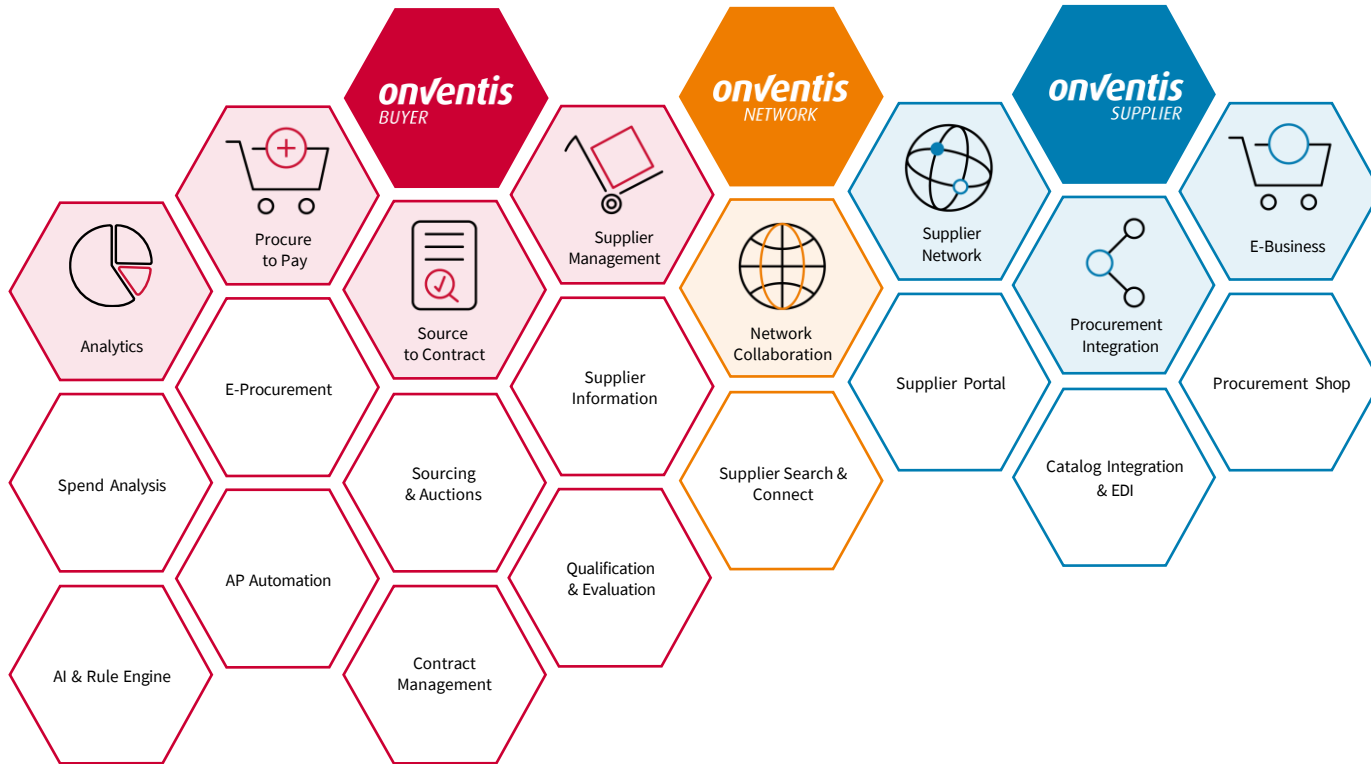 onventis
BUYER
onventis
NETWORK
onventis
SUPPLIER
Analytics
Procure
to Pay
Source
to Contract
Supplier
Management
Network
Collaboration
Supplier
Network
Procurement
Integration
E-Business
Spend Analysis
E-Procurement
Sourcing
& Auctions
Supplier
Information
Supplier Search &
Connect
Supplier Portal
Catalog Integration
& EDI
Procurement Shop
AI & Rule Engine
AP Automation
Contract
Management
Qualification
& Evaluation